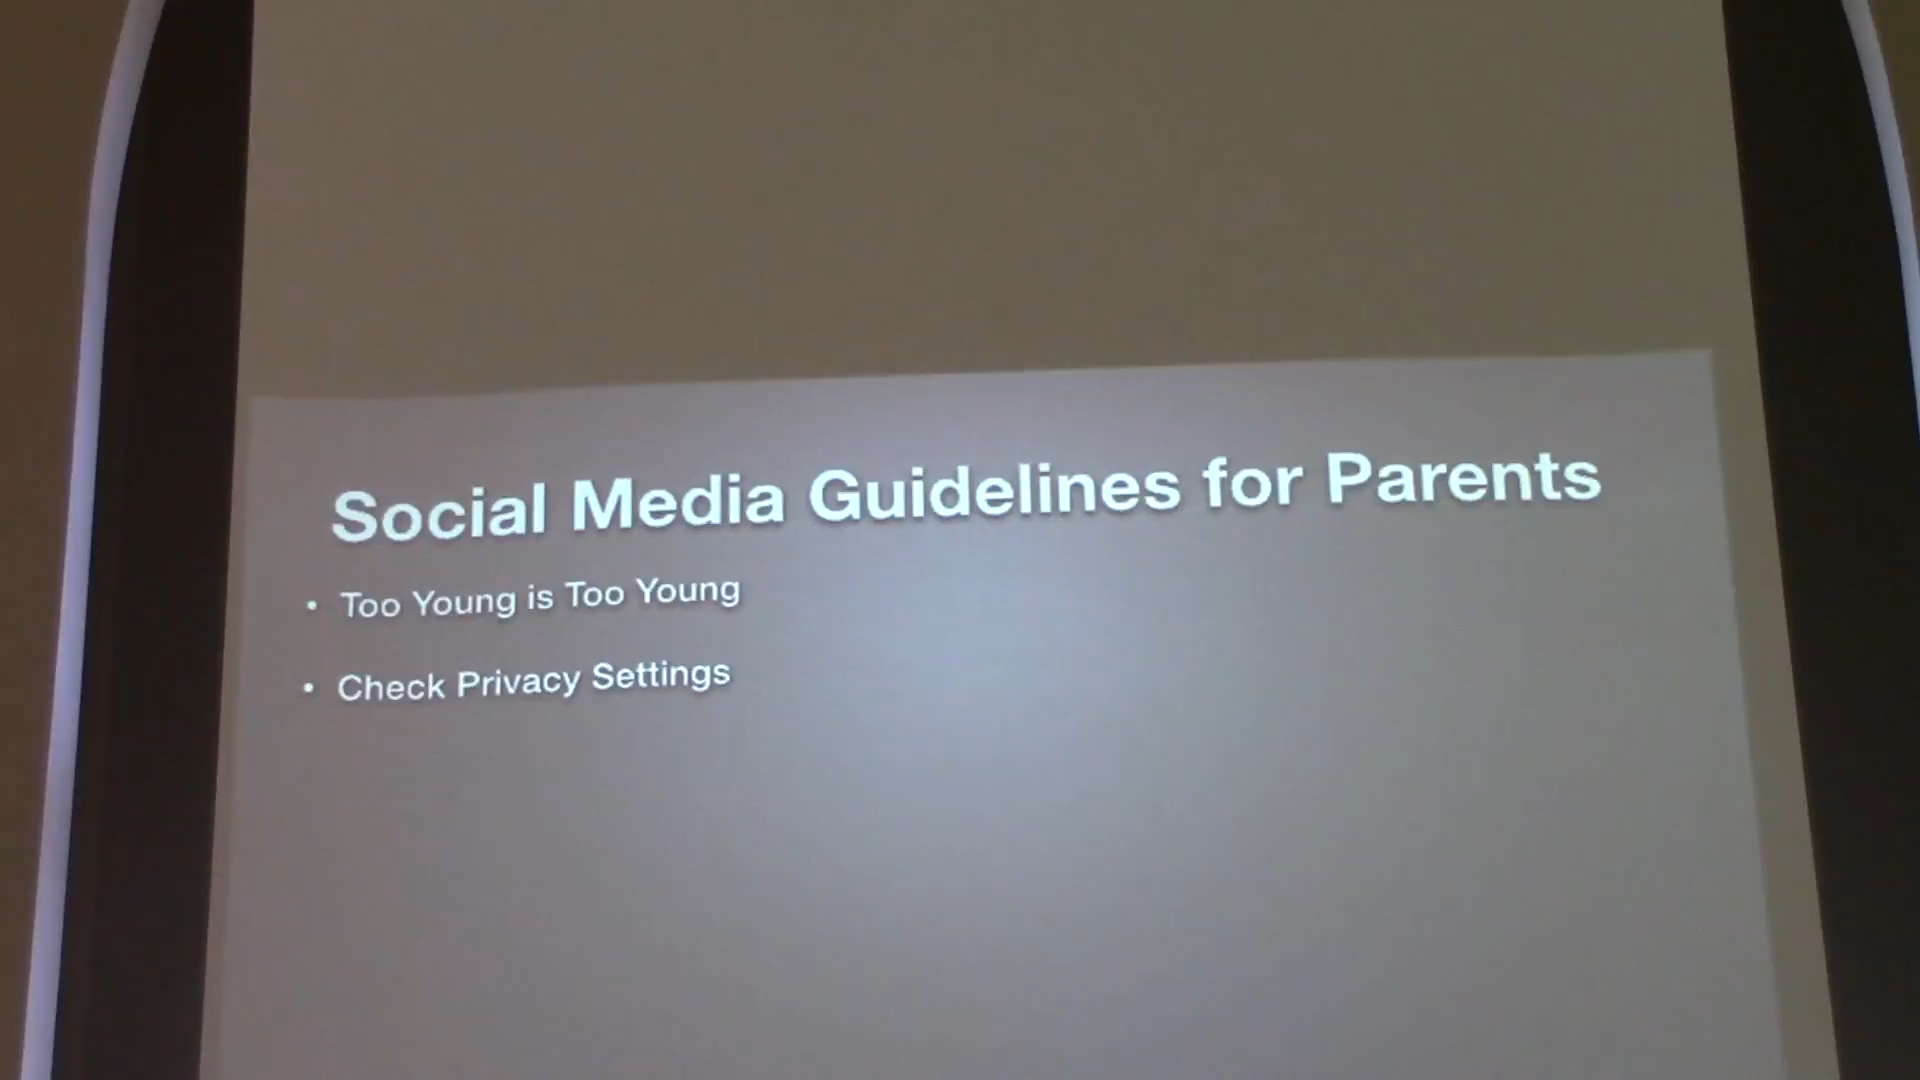 Social Media Guidelines for Parents
• Too Young is Too Young
• Check Privacy Settings